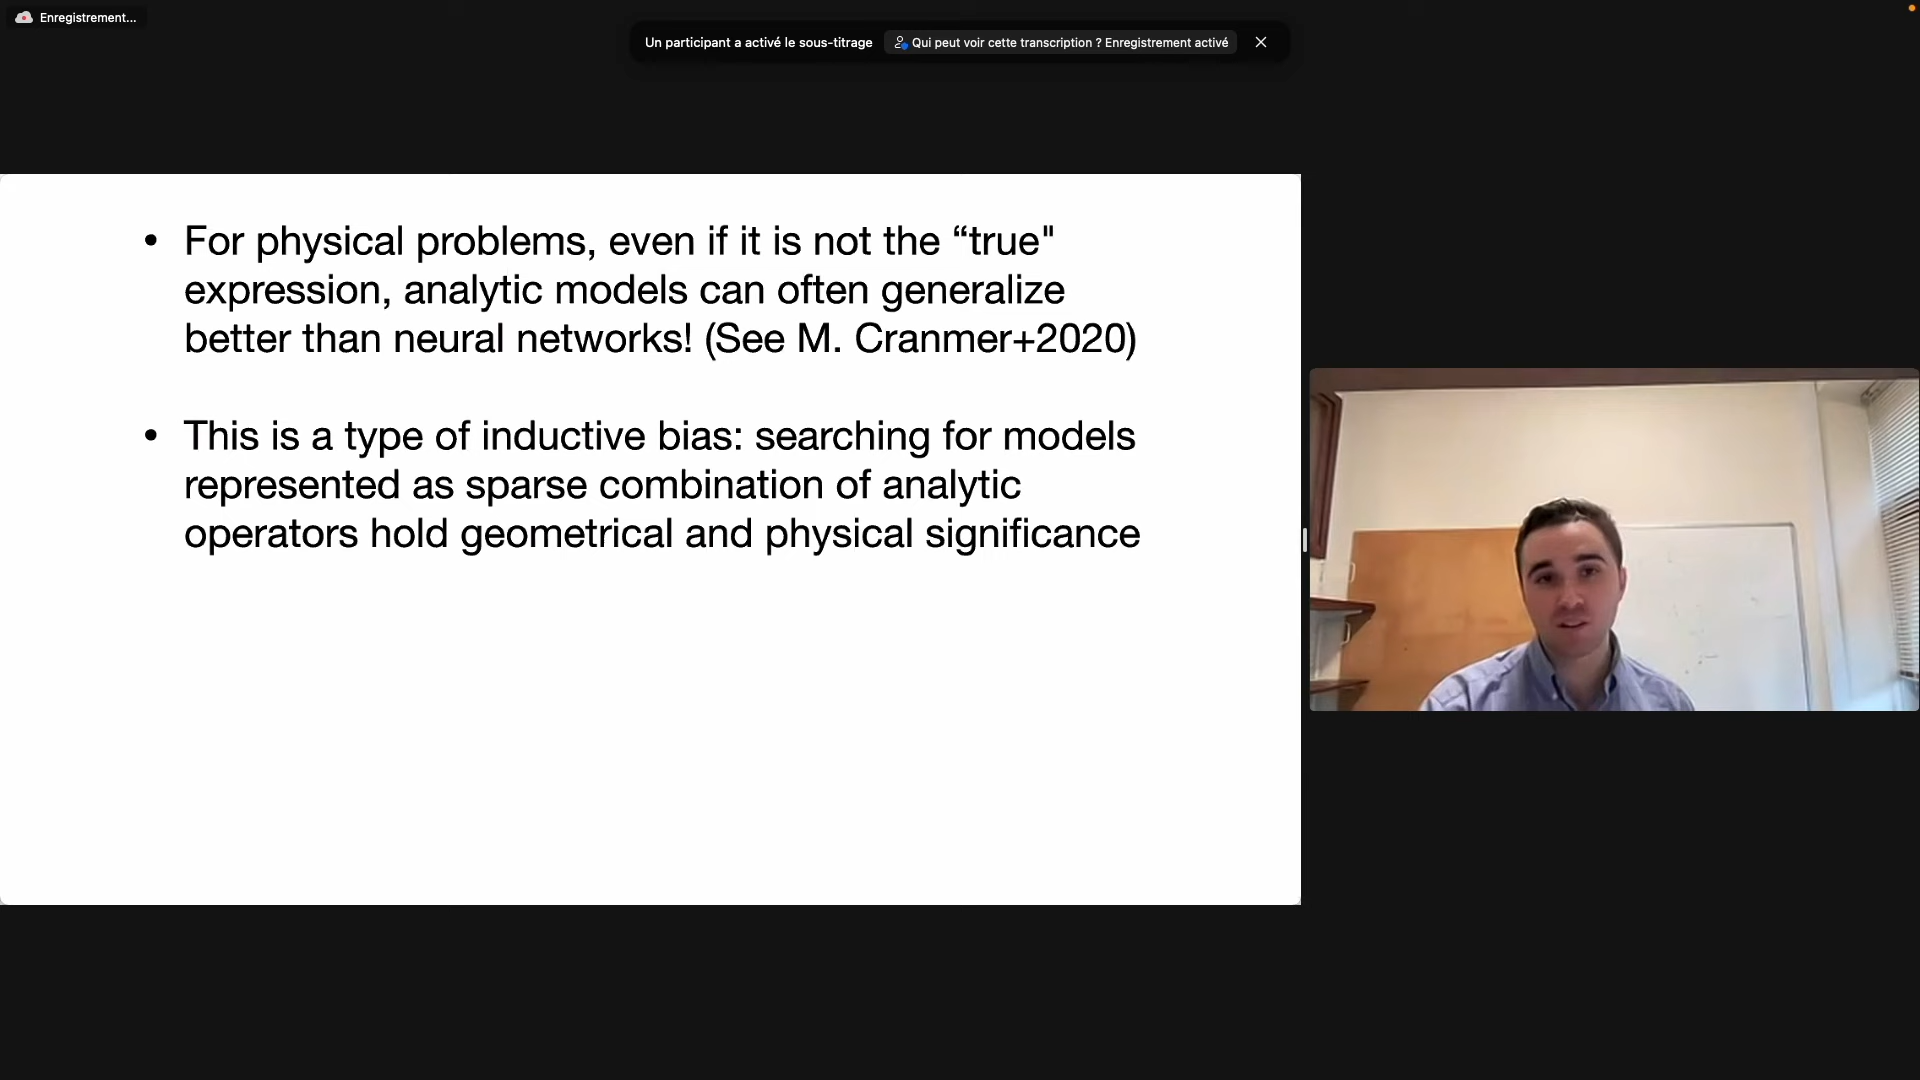 Enregistrement...
Un participant a activé le sous-titrage Qui peut voir cette transcription ? Enregistrement activé
• For physical problems, even if it is not the “true"
expression, analytic models can often generalize
better than neural networks! (See M. Cranmer+2020)
• This is a type of inductive bias: searching for models
represented as sparse combination of analytic
operators hold geometrical and physical significance